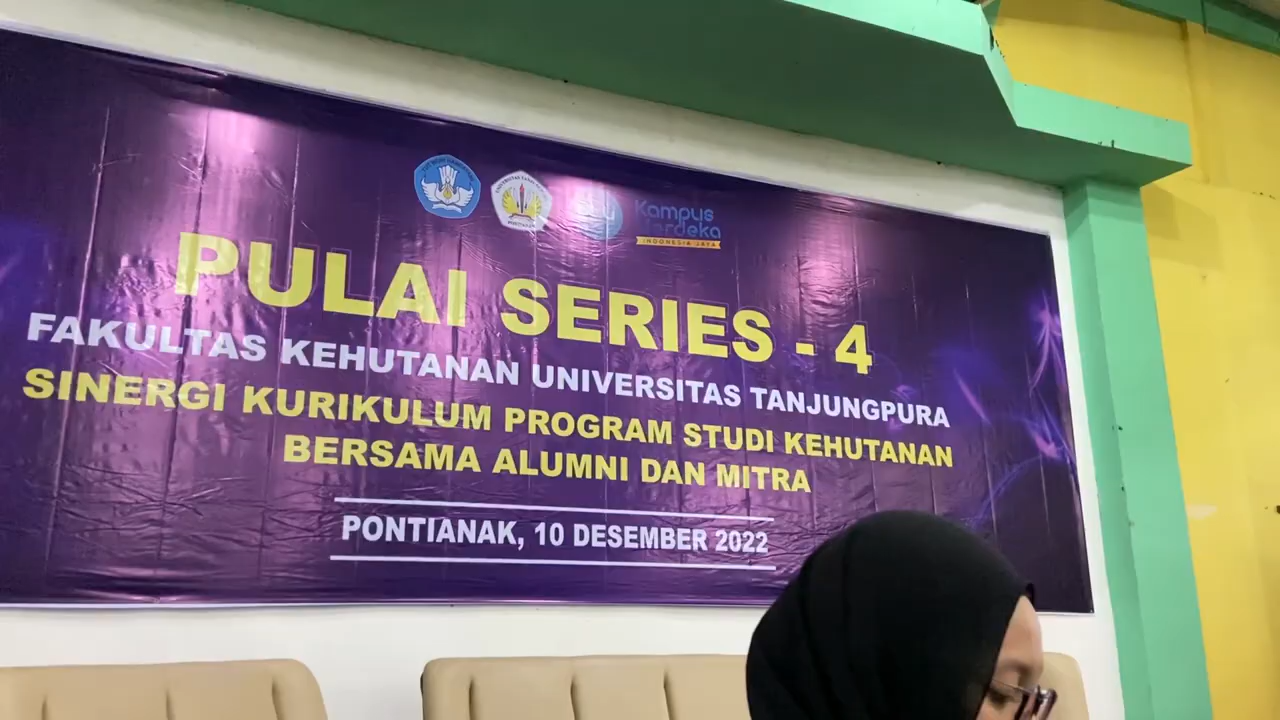 Kampus
Merdeka
INDONESIA JAYA
PULAI SERIES - 4
FAKULTAS KEHUTANAN UNIVERSITAS TANJUNGPURA
SINERGI KURIKULUM PROGRAM STUDI KEHUTANAN
BERSAMA ALUMNI DAN MITRA
PONTIANAK, 10 DESEMBER 2022